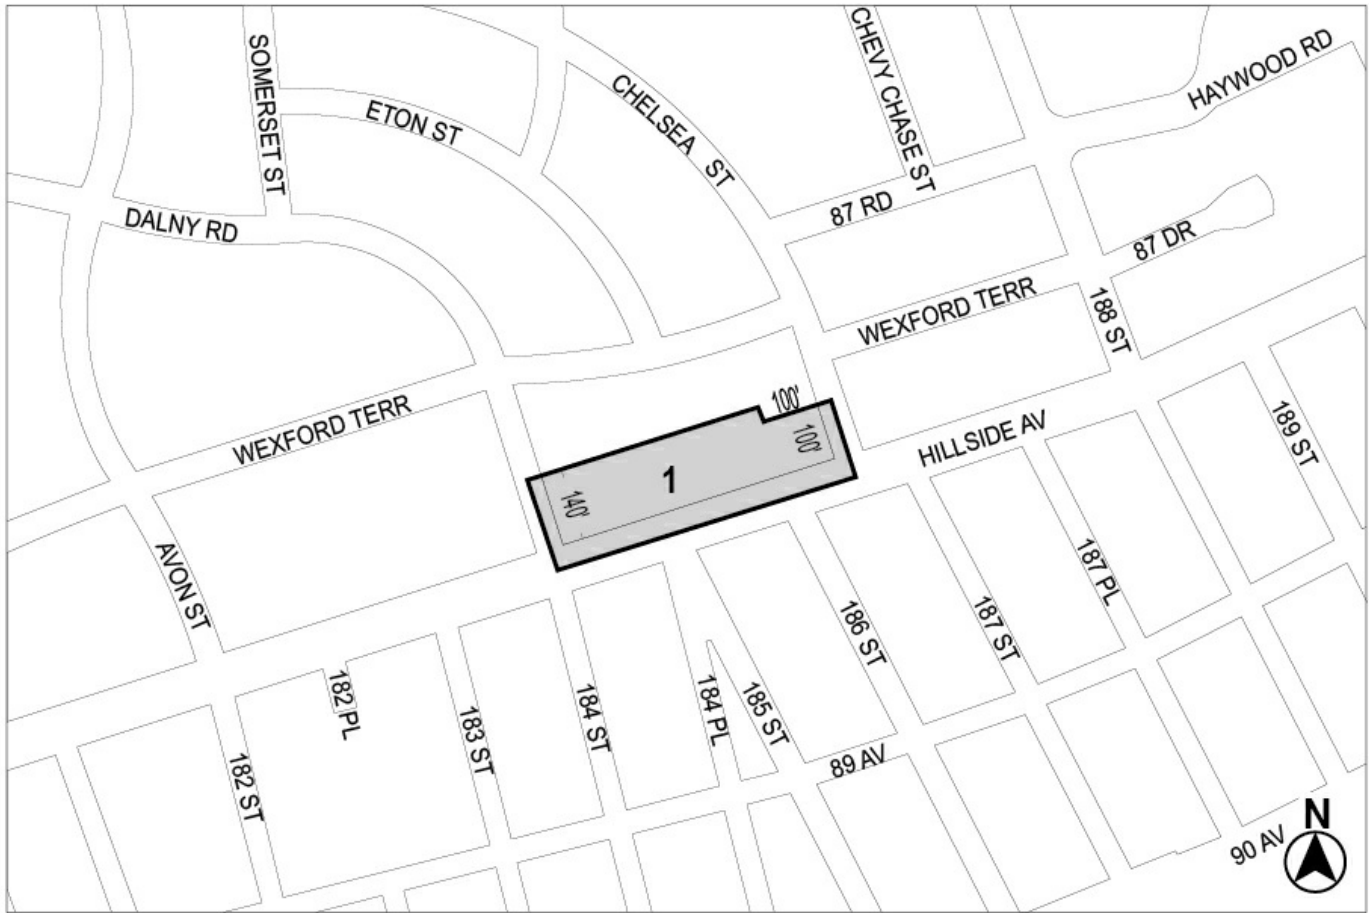 CHEVY CHASE ST
SOMERSET ST
HAYWOOD RD
ETON ST
CHELSEA ST
87 RD
DALNY RD
87 DR
WEXFORD TERR
188 ST
WEXFORD TERR
100'
100'
HILLSIDE AV
189 ST
1
140'
AVON ST
187 PL
186 ST
187 ST
182 PL
183 ST
184 ST
184 PL
185 ST
182 ST
89 AV
N
90 AV